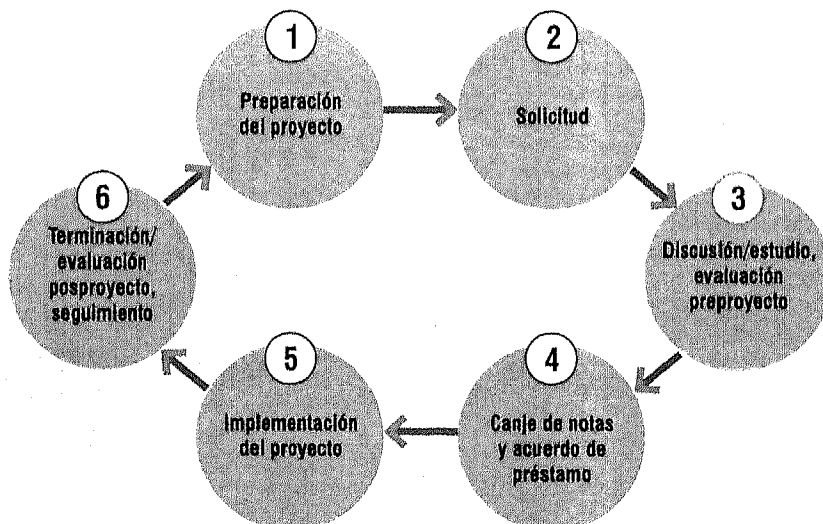 1
Preparación
del proyecto
2
Solicitud
3
Discusión/estudio,
evaluación
preproyecto
4
Canje de notas
y acuerdo de
préstamo
5
Implementación
del proyecto
6
Terminación/
evaluación
posproyecto,
seguimiento